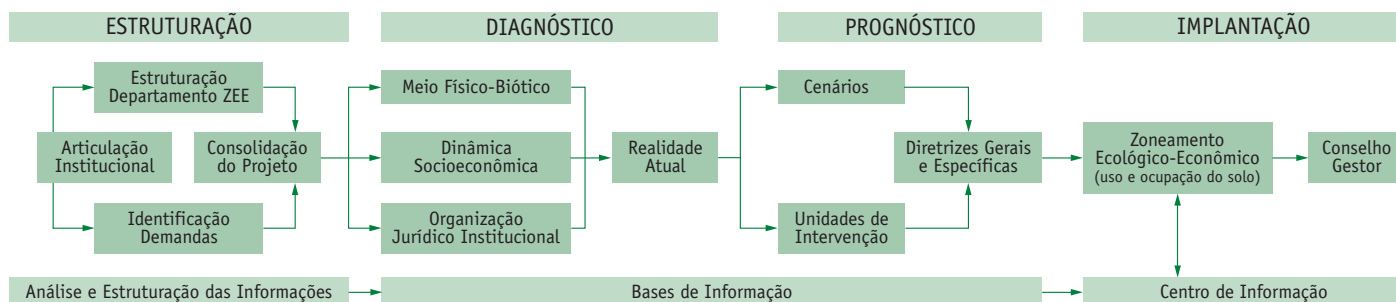 ESTRUTURAÇÃO
DIAGNÓSTICO
PROGNÓSTICO
IMPLANTAÇÃO
Estruturação
Departamento ZEE
Articulação
Institucional
Identificação
Demandas
Consolidação
do Projeto
Meio Físico-Biótico
Dinâmica
Socioeconômica
Organização
Jurídico Institucional
Realidade
Atual
Cenários
Unidades de
Intervenção
Diretrizes Gerais
e Específicas
Zoneamento
Ecológico-Econômico
(uso e ocupação do solo)
Conselho
Gestor
Análise e Estruturação das Informações
Bases de Informação
Centro de Informação